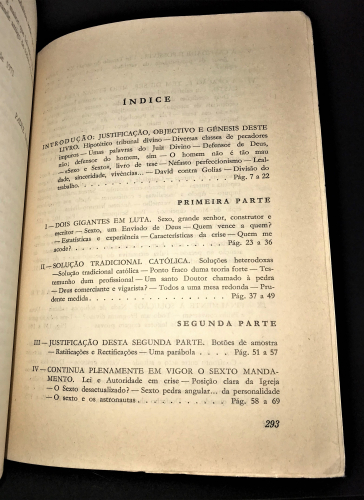 ÍNDICE
INTRODUÇÃO: JUSTIFICAÇÃO, OBJECTIVO E GÉNESIS DESTE
LIVRO. Hipotético tribunal divino — Diversas classes de pecadores
impuros — Umas palavras do Juiz Divino — Defensor de Deus,
não; defensor do homem, sim — O homem não é tão mau
— «Sexo e Sexto», livro de tese — Nefasto perfeccionismo — Leal-
dade, sinceridade, vivências... — David contra Golias — Divisão do
trabalho. Pág. 7 a 22
PRIMEIRA PARTE
I — DOIS GIGANTES EM LUTA. Sexo, grande senhor, construtor e
escritor — Sexto, um Enviado de Deus — Quem vence a quem?
— Estatísticas e experiência — Características da crise — Quem me
acode? Pág. 23 a 36
II — SOLUÇÃO TRADICIONAL CATÓLICA. Soluções heterodoxas
— Solução tradicional católica — Ponto fraco duma teoria forte — Tes-
temunho dum profissional — Um santo Doutor chamado à pedra
— Deus comerciante e vigarista? — Todos a uma mesa redonda — Pru-
dente medida Pág. 37 a 49
SEGUNDA PARTE
III — JUSTIFICAÇÃO DESTA SEGUNDA PARTE. Botões de amostra
— Ratificações e Rectificações — Uma parábola Pág. 51 a 57
IV — CONTINUA PLENAMENTE EM VIGOR O SEXTO MANDA-
MENTO. Lei e Autoridade em crise — Posição clara da Igreja
— O Sexto desactualizado? — Sexto pedra angular... da personalidade
— O sexto e os astronautas Pág. 58 a 69
293